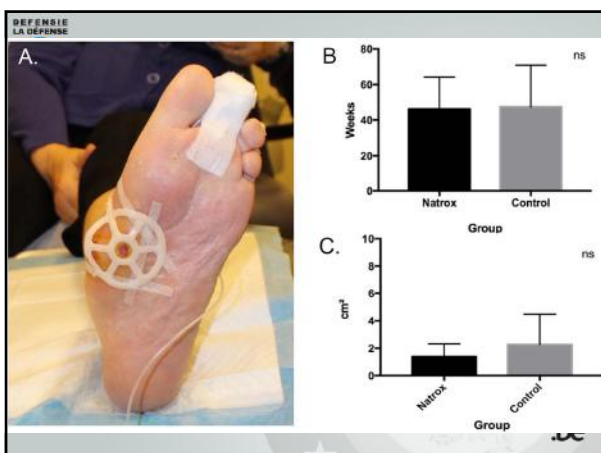 DEFENSIE
LA DÉFENSE
A.
B
ns
Weeks
80
60
40
20
0
Natrox
Control
Group
C.
ns
cm²
10
8
6
4
2
0
Natrox
Control
Group
.be